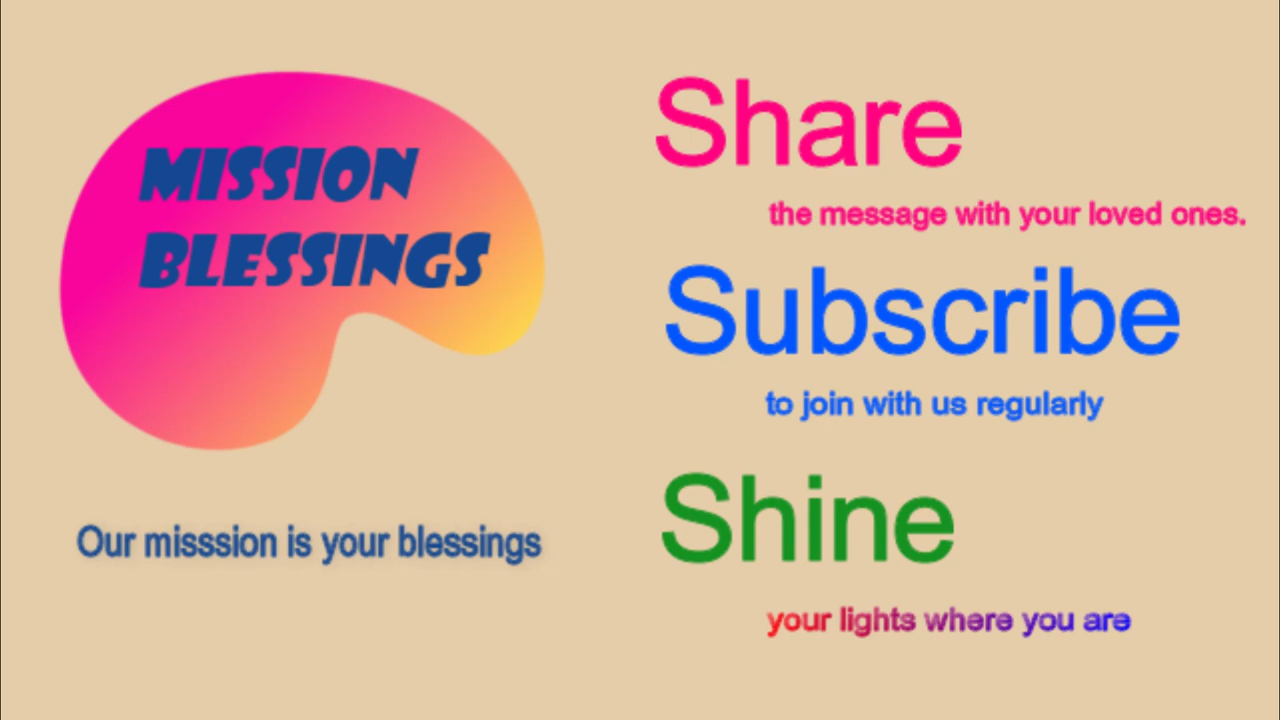 MISSION
BLESSINGS
Our misssion is your blessings
Share
the message with your loved ones.
Subscribe
to join with us regularly
Shine
your lights where you are